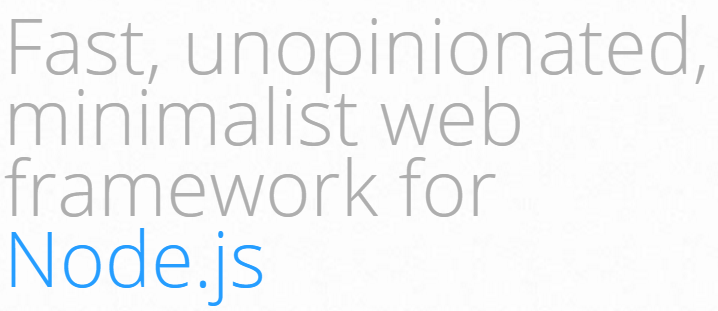 Fast, unopinionated,
minimalist web
framework for
Node.js